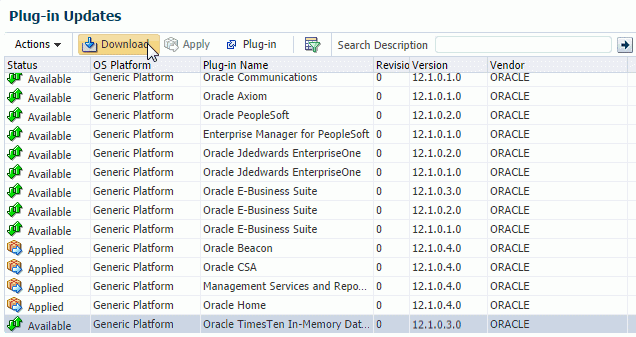 Plug-in Updates
Actions Download Apply Plug-in Search Description
Status OS Platform Plug-in Name Revisio Version Vendor
Available Generic Platform Oracle Communications 0 12.1.0.1.0 ORACLE
Available Generic Platform Oracle Axiom 0 12.1.0.1.0 ORACLE
Available Generic Platform Oracle PeopleSoft 0 12.1.0.2.0 ORACLE
Available Generic Platform Enterprise Manager for PeopleSoft 0 12.1.0.1.0 ORACLE
Available Generic Platform Oracle Jdedwards EnterpriseOne 0 12.1.0.2.0 ORACLE
Available Generic Platform Oracle Jdedwards EnterpriseOne 0 12.1.0.1.0 ORACLE
Available Generic Platform Oracle E-Business Suite 0 12.1.0.3.0 ORACLE
Available Generic Platform Oracle E-Business Suite 0 12.1.0.2.0 ORACLE
Available Generic Platform Oracle E-Business Suite 0 12.1.0.1.0 ORACLE
Applied Generic Platform Oracle Beacon 0 12.1.0.4.0 ORACLE
Applied Generic Platform Oracle CSA 0 12.1.0.4.0 ORACLE
Applied Generic Platform Management Services and Repo... 0 12.1.0.4.0 ORACLE
Applied Generic Platform Oracle Home 0 12.1.0.4.0 ORACLE
Available Generic Platform Oracle TimesTen In-Memory Dat... 0 12.1.0.3.0 ORACLE